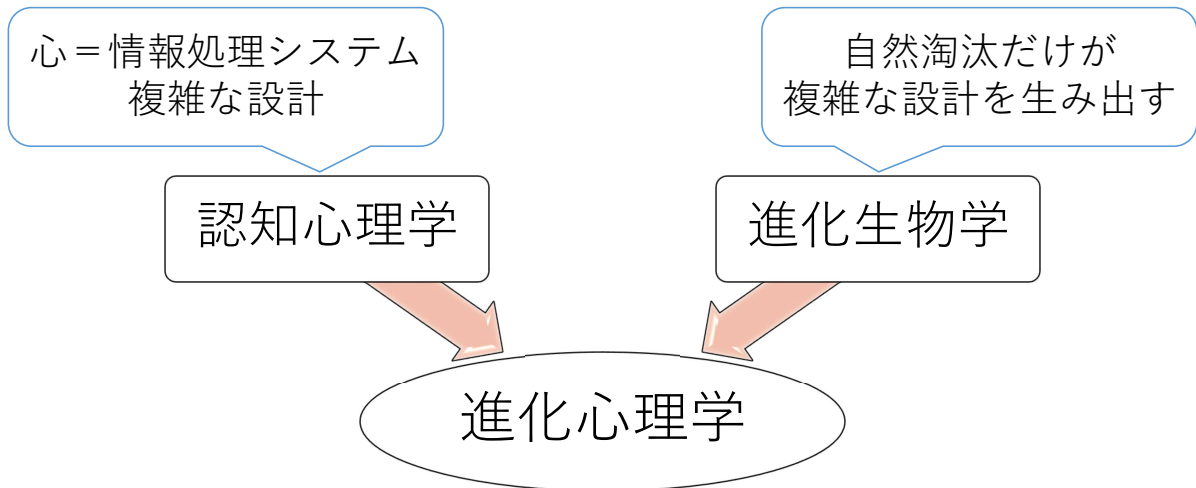 心＝情報処理システム
複雑な設計
自然淘汰だけが
複雑な設計を生み出す
認知心理学
進化生物学
進化心理学